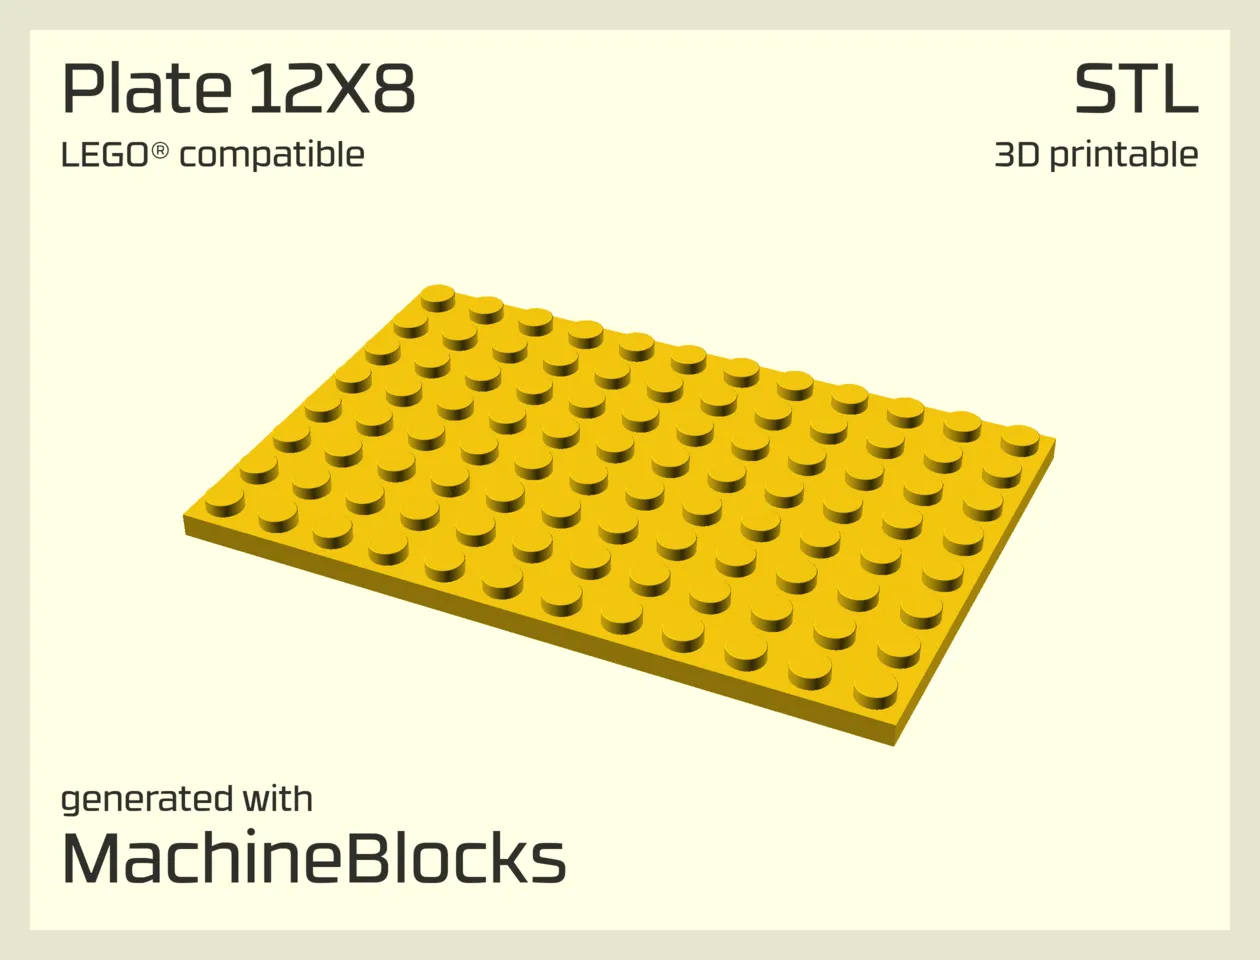 Plate 12X8
LEGO® compatible
STL
3D printable
generated with
MachineBlocks